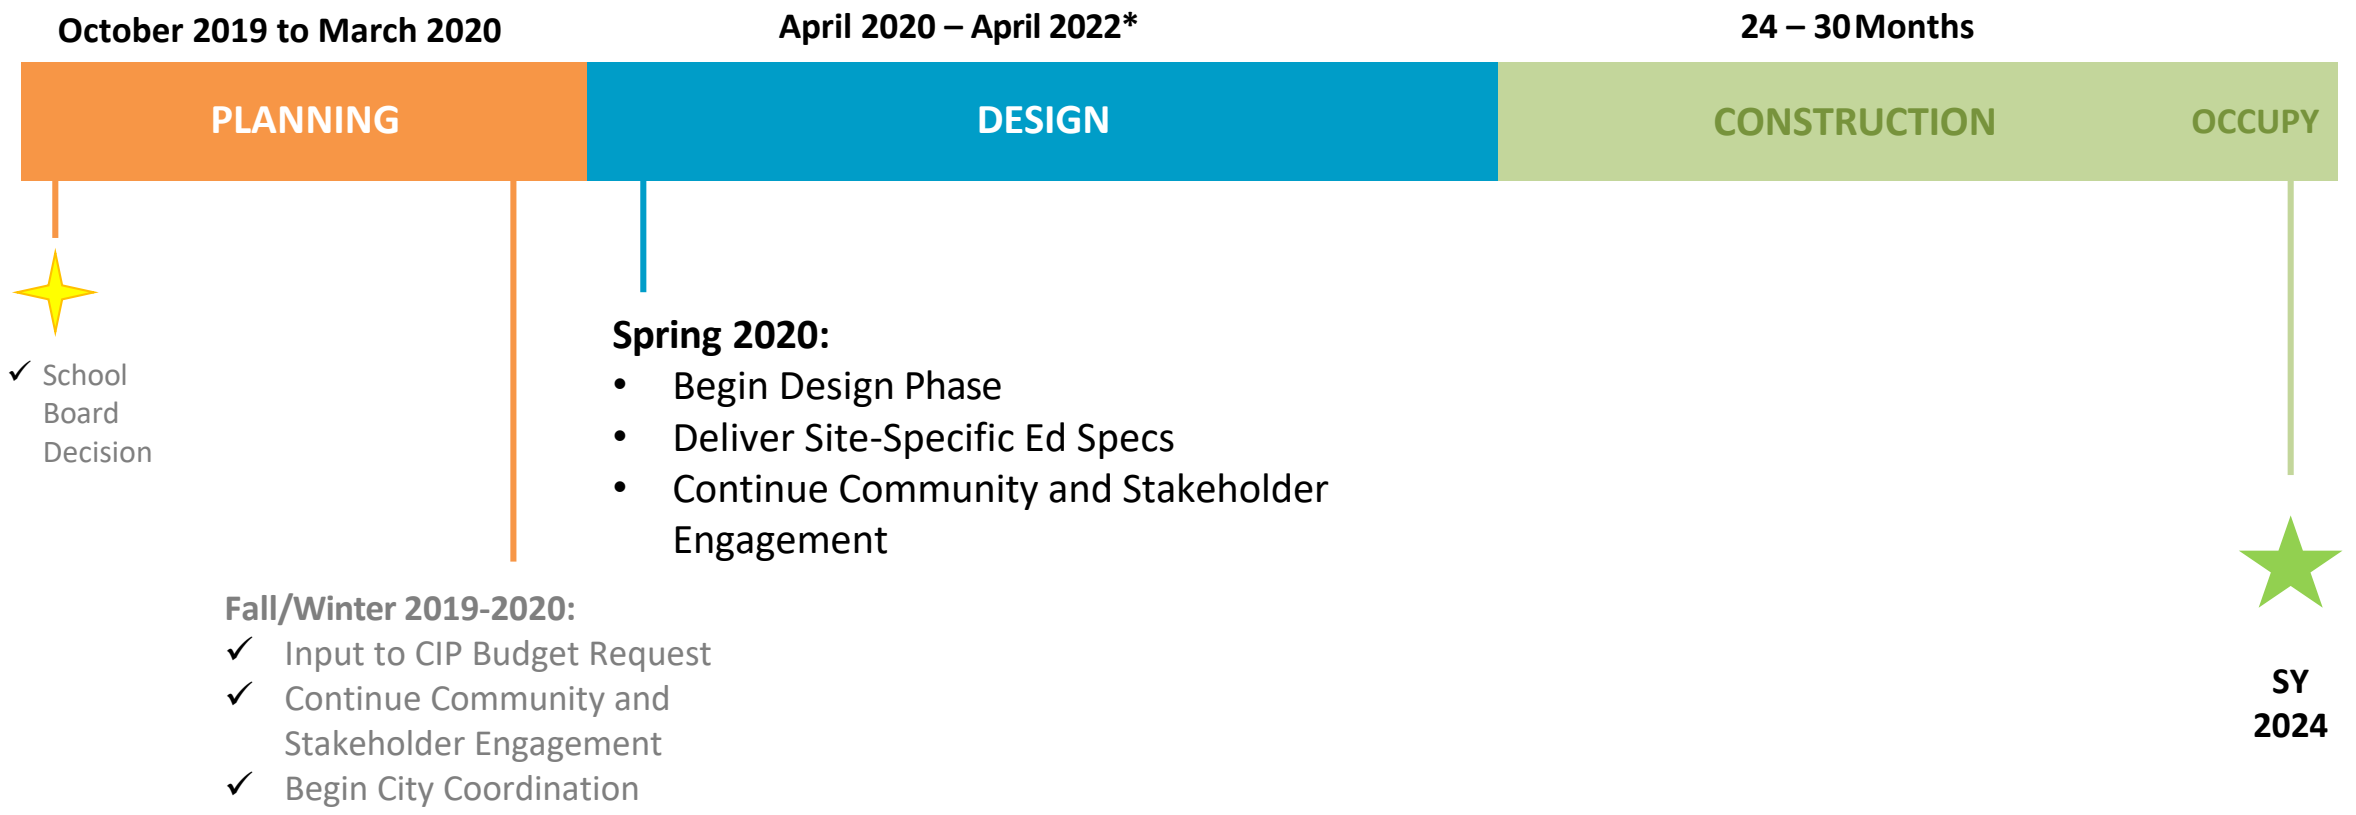 October 2019 to March 2020
April 2020 – April 2022*
24 – 30 Months
PLANNING
DESIGN
CONSTRUCTION
OCCUPY
✓ School
Board
Decision
Spring 2020:
• Begin Design Phase
• Deliver Site-Specific Ed Specs
• Continue Community and Stakeholder
Engagement
Fall/Winter 2019-2020:
✓ Input to CIP Budget Request
✓ Continue Community and
Stakeholder Engagement
✓ Begin City Coordination
SY
2024